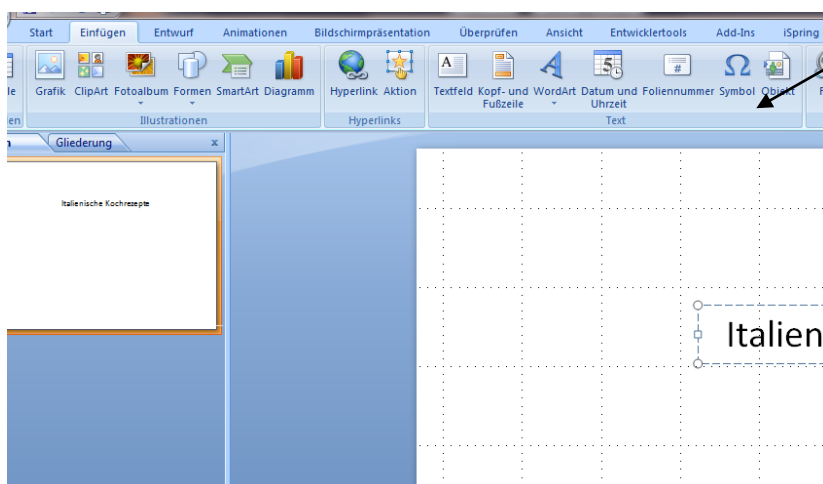 Start Einfügen Entwurf Animationen Bildschirmpräsentation Überprüfen Ansicht Entwicklertools Add-Ins iSpring
le Grafik ClipArt Fotoalbum Formen SmartArt Diagramm Hyperlink Aktion Textfeld Kopf- und Fußzeile WordArt Datum und Uhrzeit Foliennummer Symbol Objekt F
en Illustrationen Hyperlinks Text
n Gliederung x
Italienische Kochrezepte
Italien